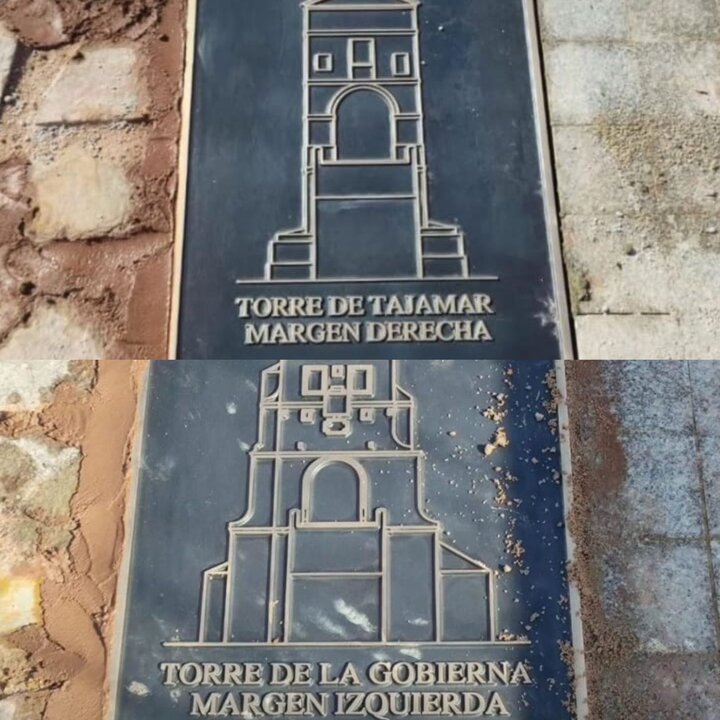 TORRE DE TAJAMAR
MARGEN DERECHA
TORRE DE LA GOBIERNA
MARGEN IZQUIERDA